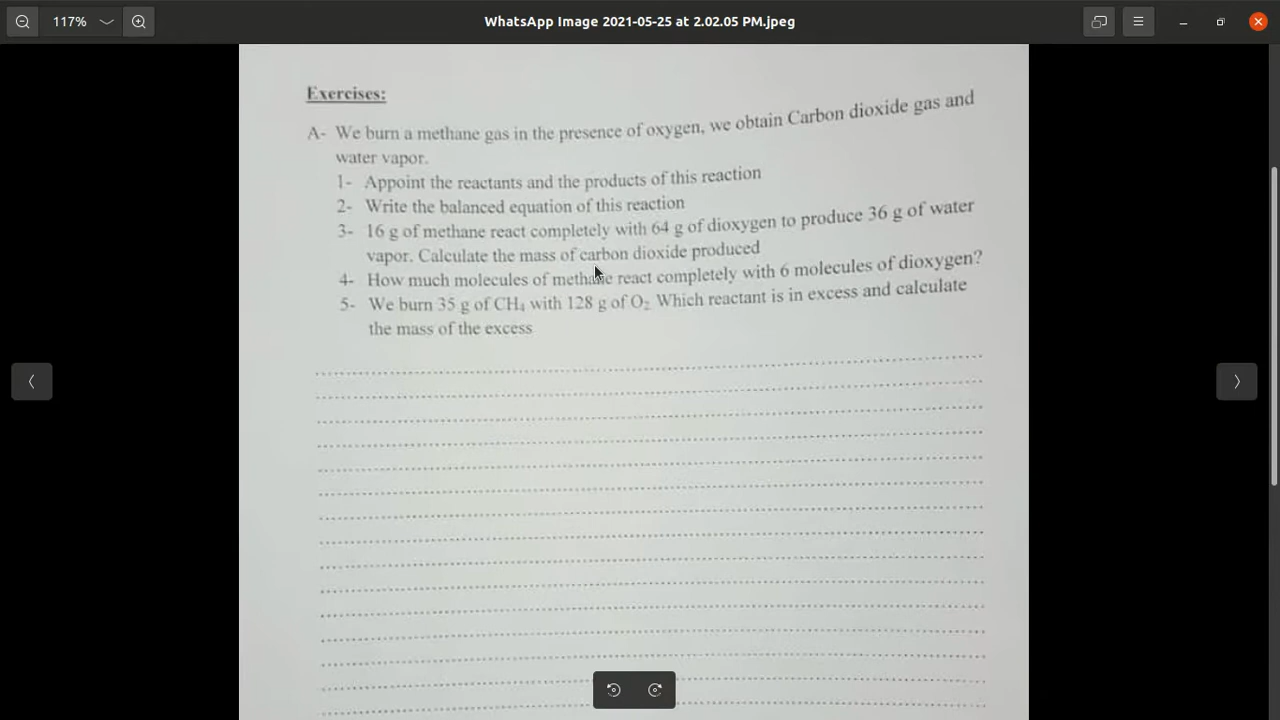 117%
WhatsApp Image 2021-05-25 at 2.02.05 PM.jpeg
Exercises:
A- We burn a methane gas in the presence of oxygen, we obtain Carbon dioxide gas and
water vapor.
1- Appoint the reactants and the products of this reaction
2- Write the balanced equation of this reaction
3- 16 g of methane react completely with 64 g of dioxygen to produce 36 g of water
vapor. Calculate the mass of carbon dioxide produced
4- How much molecules of methane react completely with 6 molecules of dioxygen?
5- We burn 35 g of CH₄ with 128 g of O₂ Which reactant is in excess and calculate
the mass of the excess